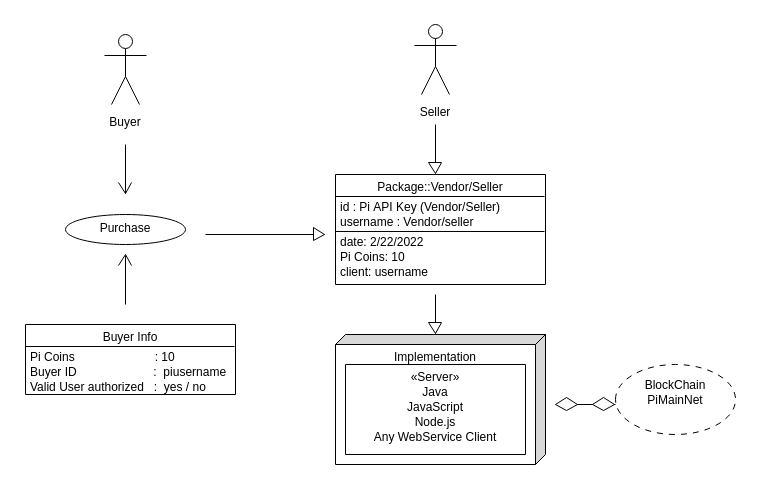 Buyer
Seller
Package::Vendor/Seller
id : Pi API Key (Vendor/Seller)
username : Vendor/seller
date: 2/22/2022
Pi Coins: 10
client: username
Purchase
Buyer Info
Pi Coins : 10
Buyer ID : piusername
Valid User authorized : yes / no
Implementation
«Server»
Java
JavaScript
Node.js
Any WebService Client
BlockChain
PiMainNet